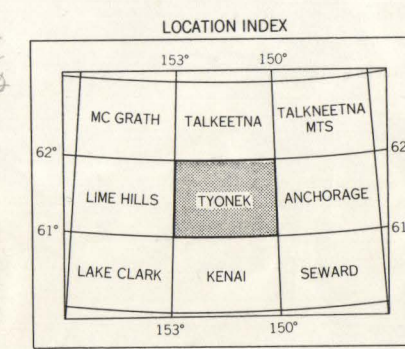 LOCATION INDEX
153° 150°
MC GRATH TALKEETNA TALKNEETNA MTS
62° 62
LIME HILLS TYONEK ANCHORAGE
61° 61
LAKE CLARK KENAI SEWARD
153° 150°